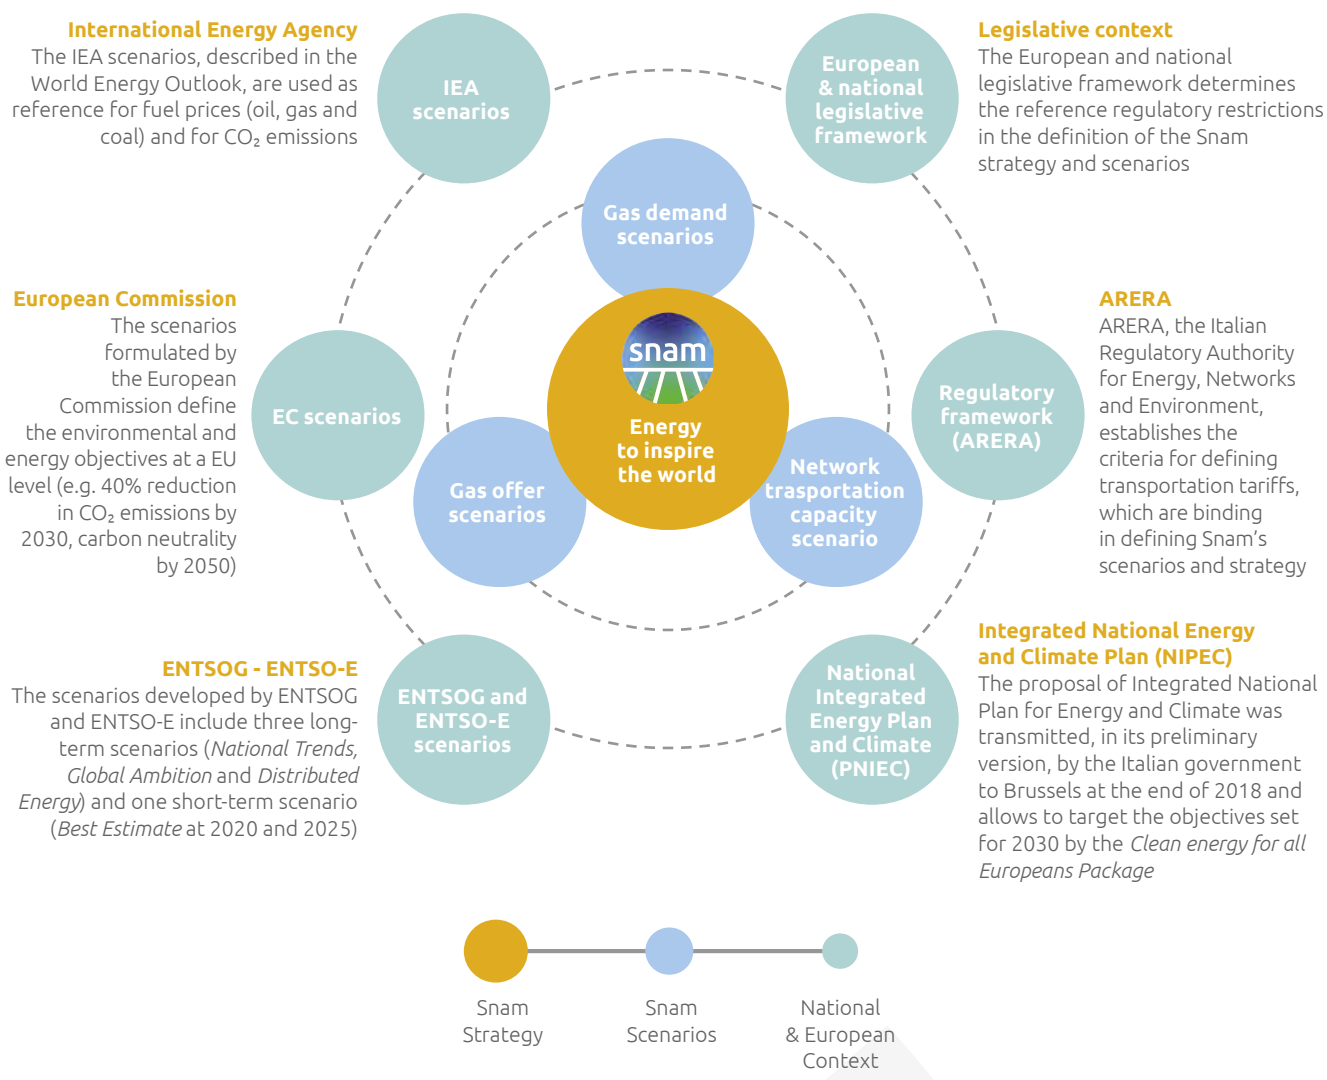 International Energy Agency
The IEA scenarios, described in the
World Energy Outlook, are used as
reference for fuel prices (oil, gas and
coal) and for CO₂ emissions
IEA
scenarios
European
& national
legislative
framework
Legislative context
The European and national
legislative framework determines
the reference regulatory restrictions
in the definition of the Snam
strategy and scenarios
Gas demand
scenarios
European Commission
The scenarios
formulated by
the European
Commission define
the environmental and
energy objectives at a EU
level (e.g. 40% reduction
in CO₂ emissions by
2030, carbon neutrality
by 2050)
EC scenarios
snam
Energy
to inspire
the world
Gas offer
scenarios
Network
trasportation
capacity
scenario
Regulatory
framework
(ARERA)
ARERA
ARERA, the Italian
Regulatory Authority
for Energy, Networks
and Environment,
establishes the
criteria for defining
transportation tariffs,
which are binding
in defining Snam’s
scenarios and strategy
ENTSOG - ENTSO-E
The scenarios developed by ENTSOG
and ENTSO-E include three long-
term scenarios (National Trends,
Global Ambition and Distributed
Energy) and one short-term scenario
(Best Estimate at 2020 and 2025)
ENTSOG and
ENTSO-E
scenarios
National
Integrated
Energy Plan
and Climate
(PNIEC)
Integrated National Energy
and Climate Plan (NIPEC)
The proposal of Integrated National
Plan for Energy and Climate was
transmitted, in its preliminary
version, by the Italian government
to Brussels at the end of 2018 and
allows to target the objectives set
for 2030 by the Clean energy for all
Europeans Package
Snam
Strategy
Snam
Scenarios
National
& European
Context